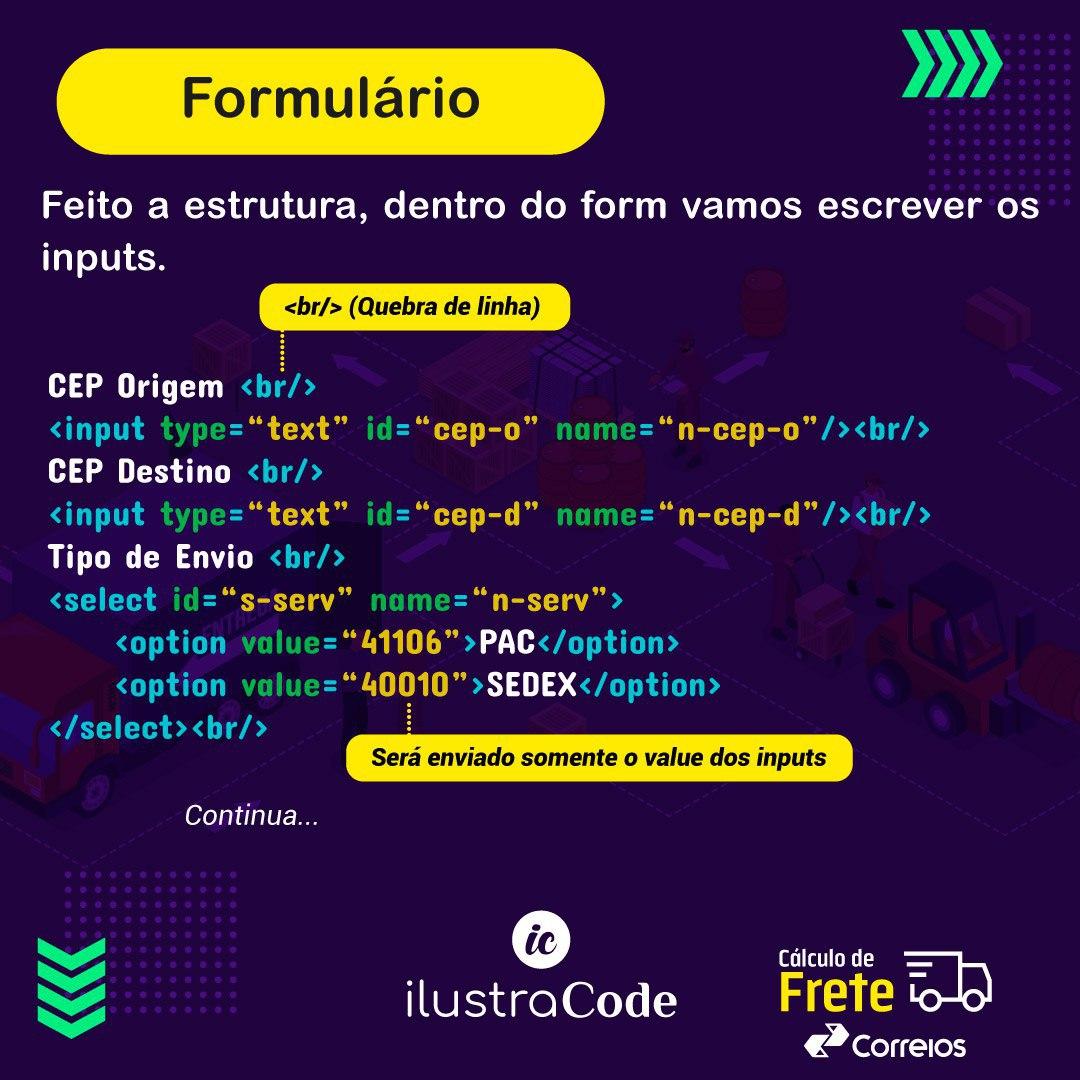 Formulário
Feito a estrutura, dentro do form vamos escrever os
inputs.
<br/> (Quebra de linha)
CEP Origem <br/>
<input type=“text” id=“cep-o” name=“n-cep-o”/><br/>
CEP Destino <br/>
<input type=“text” id=“cep-d” name=“n-cep-d”/><br/>
Tipo de Envio <br/>
<select id=“s-serv” name=“n-serv”>
<option value=“41106”>PAC</option>
<option value=“40010”>SEDEX</option>
</select><br/>
Será enviado somente o value dos inputs
Continua...
ic
ilustraCode
Cálculo de
Frete
Correios